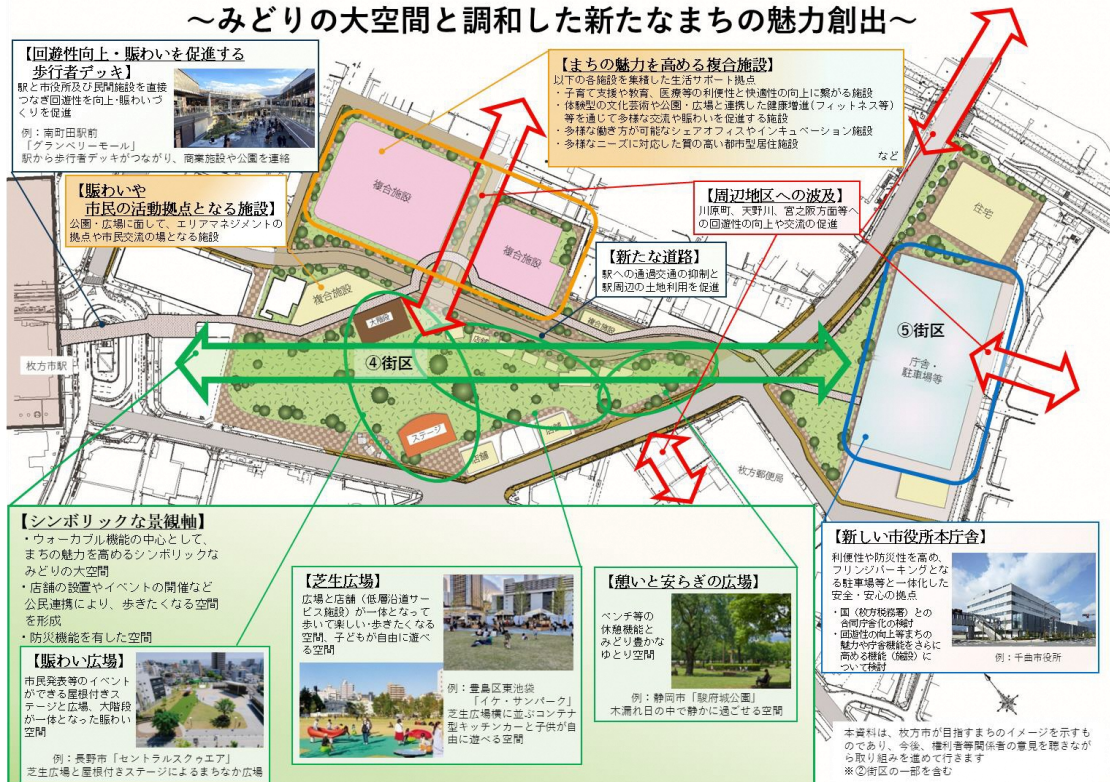 ～みどりの大空間と調和した新たなまちの魅力創出～
【回遊性向上・賑わいを促進する
歩行者デッキ】
駅と市役所及び民間施設を直接
つなぎ回遊性を向上・賑わいづ
くりを促進
例：南町田駅前
「グランベリーモール」
駅から歩行者デッキがつながり、商業施設や公園を連絡
【まちの魅力を高める複合施設】
以下の各施設を集積した生活サポート拠点
・子育て支援や教育、医療等の利便性と快適性の向上に繋がる施設
・体験型の文化芸術や公園・広場と連携した健康増進(フィットネス等)
等を通じて多様な交流や賑わいを促進する施設
・多様な働き方が可能なシェアオフィスやインキュベーション施設
・多様なニーズに対応した質の高い都市型居住施設
など
【賑わいや
市民の活動拠点となる施設】
公園・広場に面して、エリアマネジメントの
拠点や市民交流の場となる施設
【周辺地区への波及】
川原町、天野川、宮之阪方面等へ
の回遊性の向上や交流の促進
【新たな道路】
駅への通過交通の抑制と
駅周辺の土地利用を促進
複合施設
複合施設
複合施設
複合施設
住宅
大階段
店舗
枚方市駅
④街区
⑤街区
庁舎・
駐車場等
ステージ
店舗
店舗
枚方郵便局
【シンボリックな景観軸】
・ウォーカブル機能の中心として、
まちの魅力を高めるシンボリックな
みどりの大空間
・店舗の設置やイベントの開催など
公民連携により、歩きたくなる空間
を形成
・防災機能を有した空間
【賑わい広場】
市民発表等のイベント
ができる屋根付きス
テージと広場、大階段
が一体となった賑わい
空間
例：長野市「セントラルスクゥエア」
芝生広場と屋根付きステージによるまちなか広場
【芝生広場】
広場と店舗（低層沿道サー
ビス施設）が一体となって
歩いて楽しい・歩きたくなる
空間、子どもが自由に遊べ
る空間
例：豊島区東池袋
「イケ・サンパーク」
芝生広場横に並ぶコンテナ
型キッチンカーと子供が自
由に遊べる空間
【憩いと安らぎの広場】
ベンチ等の
休憩機能と
みどり豊かな
ゆとり空間
例：静岡市「駿府城公園」
木漏れ日の中で静かに過ごせる空間
【新しい市役所本庁舎】
利便性や防災性を高め、
フリンジパーキングとな
る駐車場等と一体化した
安全・安心の拠点
・国（枚方税務署）との
合同庁舎化の検討
・回遊性の向上等まちの
魅力や庁舎機能をさらに
高める機能（施設）に
ついて検討
例：千曲市役所
本資料は、枚方市が目指すまちのイメージを示すも
のであり、今後、権利者等関係者の意見を聴きなが
ら取り組みを進めて行きます
※②街区の一部を含む